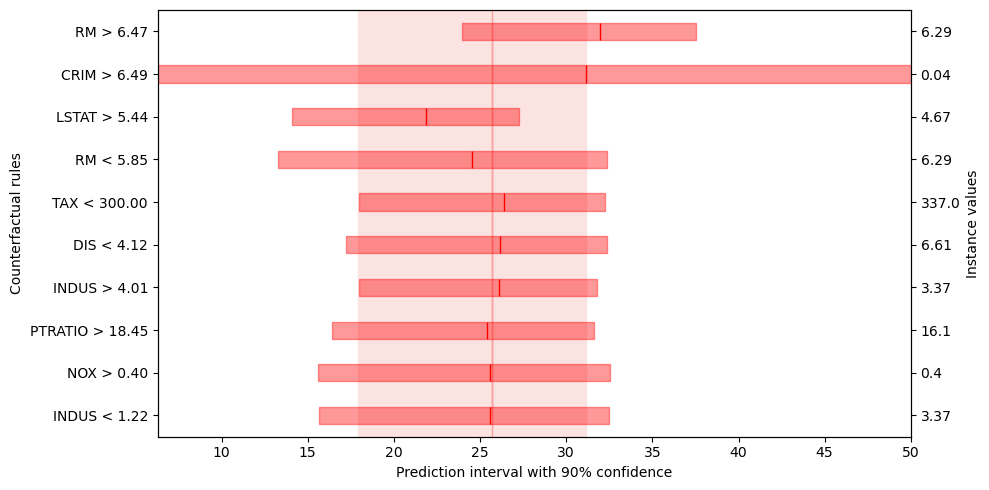 RM > 6.47
6.29
CRIM > 6.49
0.04
LSTAT > 5.44
4.67
RM < 5.85
6.29
TAX < 300.00
337.0
DIS < 4.12
6.61
INDUS > 4.01
3.37
PTRATIO > 18.45
16.1
NOX > 0.40
0.4
INDUS < 1.22
3.37
Counterfactual rules
Instance values
10 15 20 25 30 35 40 45 50
Prediction interval with 90% confidence